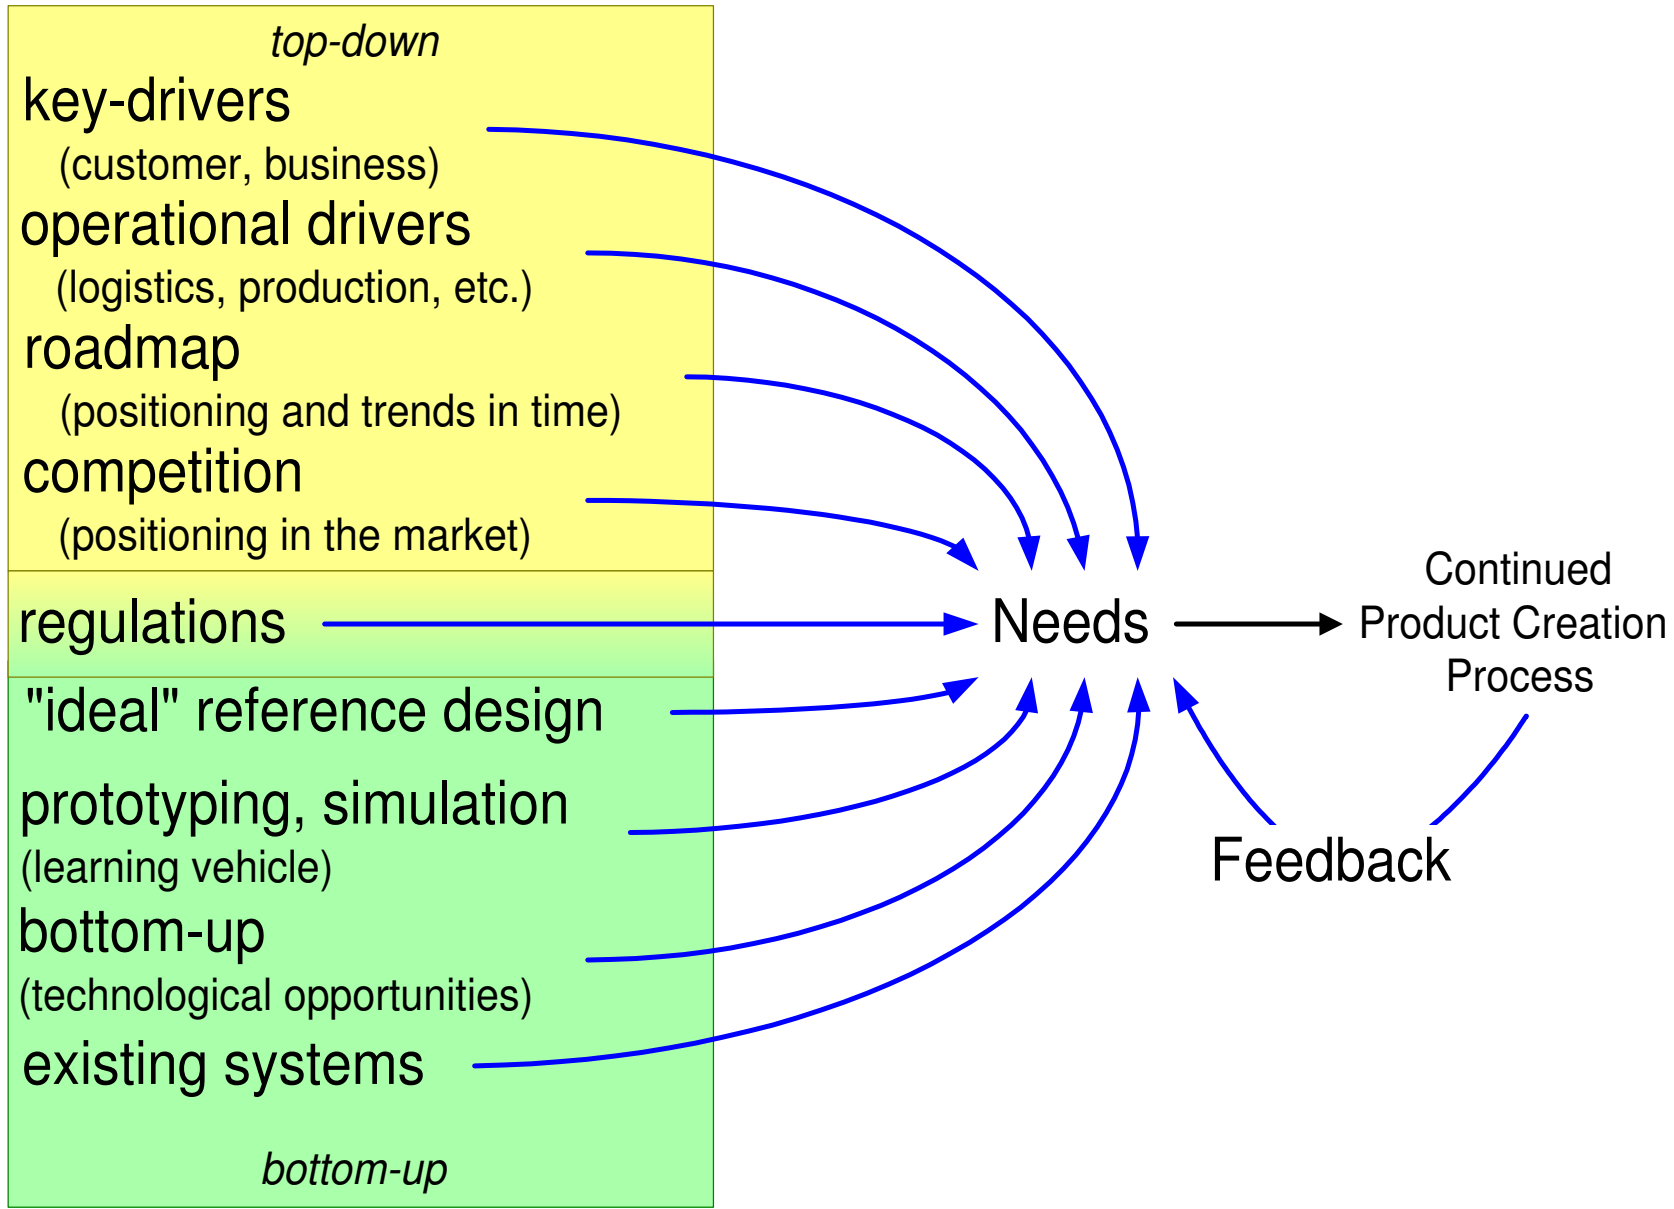 top-down
key-drivers
(customer, business)
operational drivers
(logistics, production, etc.)
roadmap
(positioning and trends in time)
competition
(positioning in the market)
regulations
"ideal" reference design
prototyping, simulation
(learning vehicle)
bottom-up
(technological opportunities)
existing systems
bottom-up
Needs
Continued
Product Creation
Process
Feedback